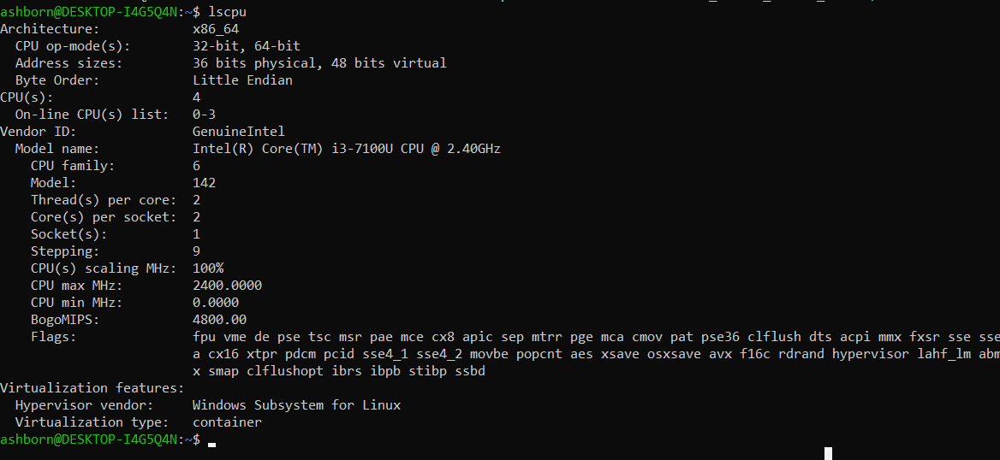 ashborn@DESKTOP-I4G5Q4N:~$ lscpu
Architecture: x86_64
CPU op-mode(s): 32-bit, 64-bit
Address sizes: 36 bits physical, 48 bits virtual
Byte Order: Little Endian
CPU(s): 4
On-line CPU(s) list: 0-3
Vendor ID: GenuineIntel
Model name: Intel(R) Core(TM) i3-7100U CPU @ 2.40GHz
CPU family: 6
Model: 142
Thread(s) per core: 2
Core(s) per socket: 2
Socket(s): 1
Stepping: 9
CPU(s) scaling MHz: 100%
CPU max MHz: 2400.0000
CPU min MHz: 0.0000
BogoMIPS: 4800.00
Flags: fpu vme de pse tsc msr pae mce cx8 apic sep mtrr pge mca cmov pat pse36 clflush dts acpi mmx fxsr sse sse
a cx16 xtpr pdcm pcid sse4_1 sse4_2 movbe popcnt aes xsave osxsave avx f16c rdrand hypervisor lahf_lm abm
x smap clflushopt ibrs ibpb stibp ssbd
Virtualization features:
Hypervisor vendor: Windows Subsystem for Linux
Virtualization type: container
ashborn@DESKTOP-I4G5Q4N:~$